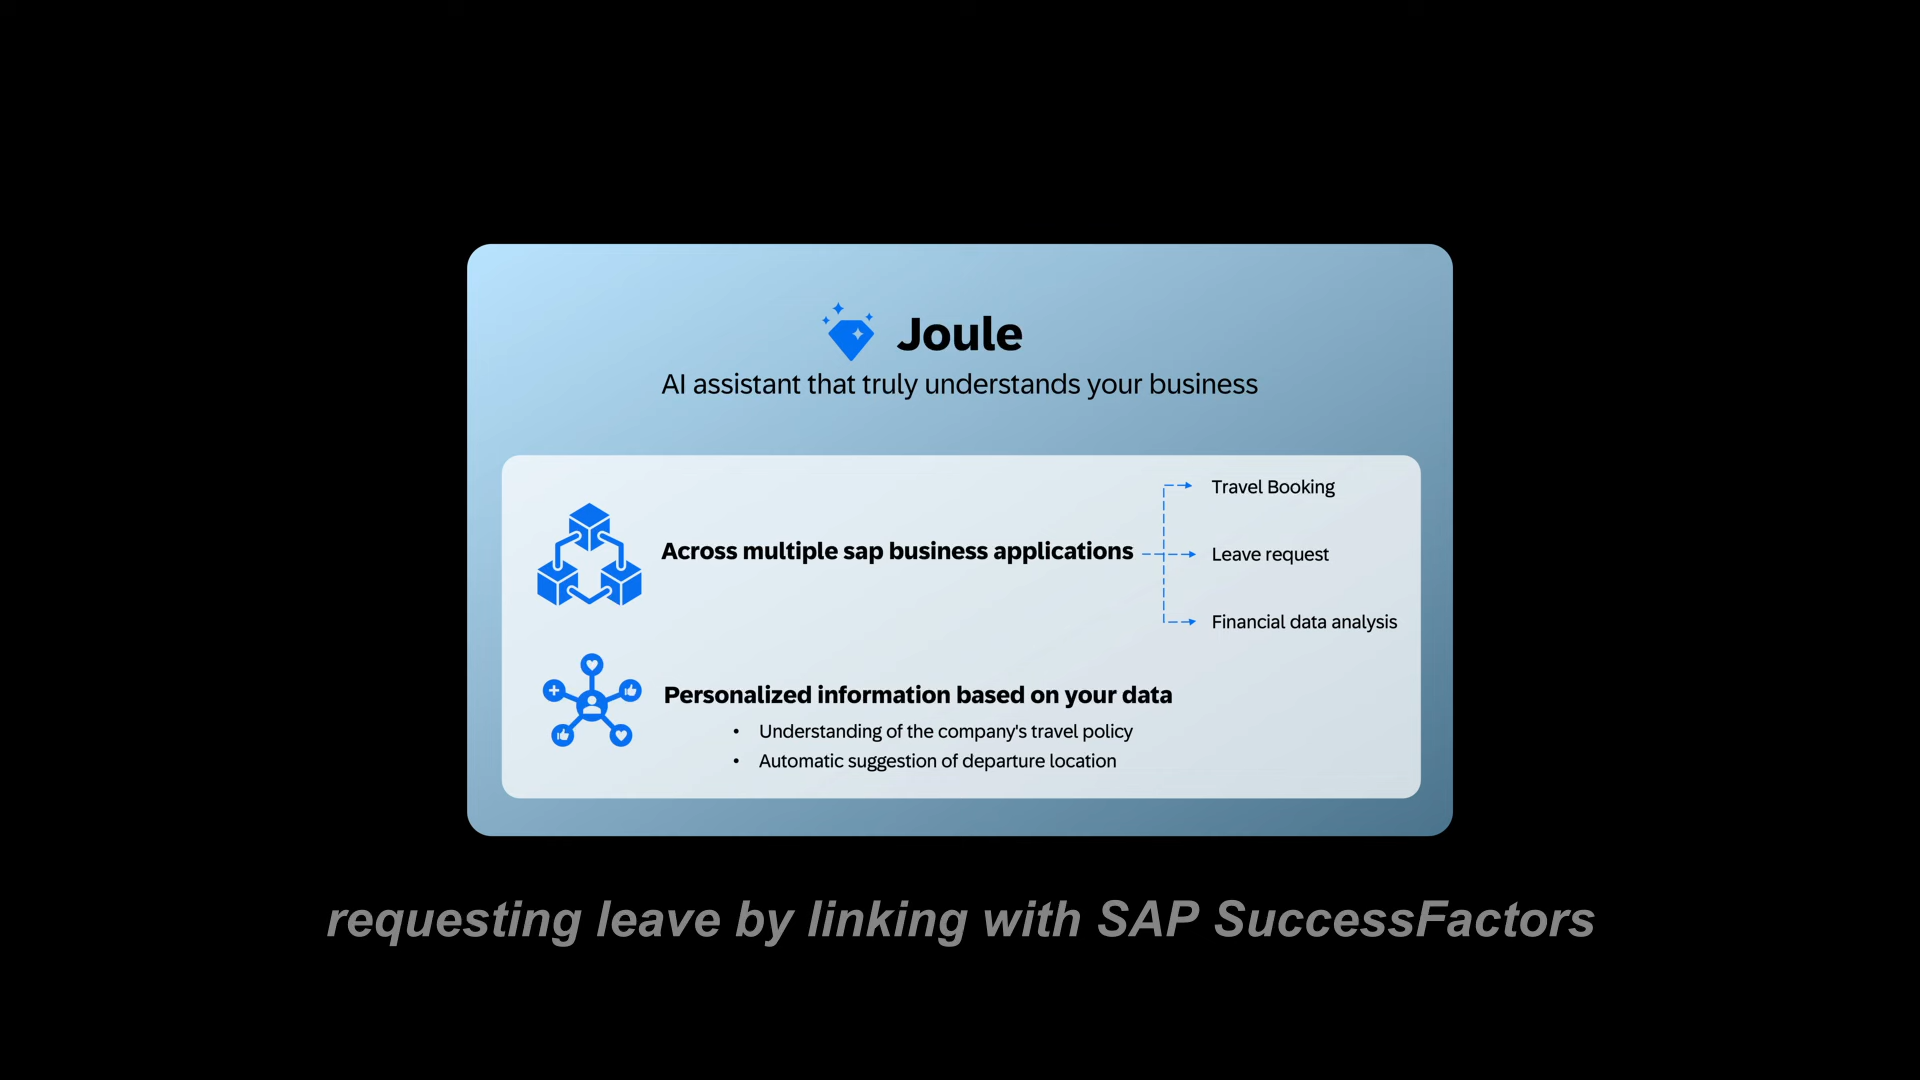 Joule
AI assistant that truly understands your business
Across multiple sap business applications
Travel Booking
Leave request
Financial data analysis
Personalized information based on your data
• Understanding of the company's travel policy
• Automatic suggestion of departure location
requesting leave by linking with SAP SuccessFactors